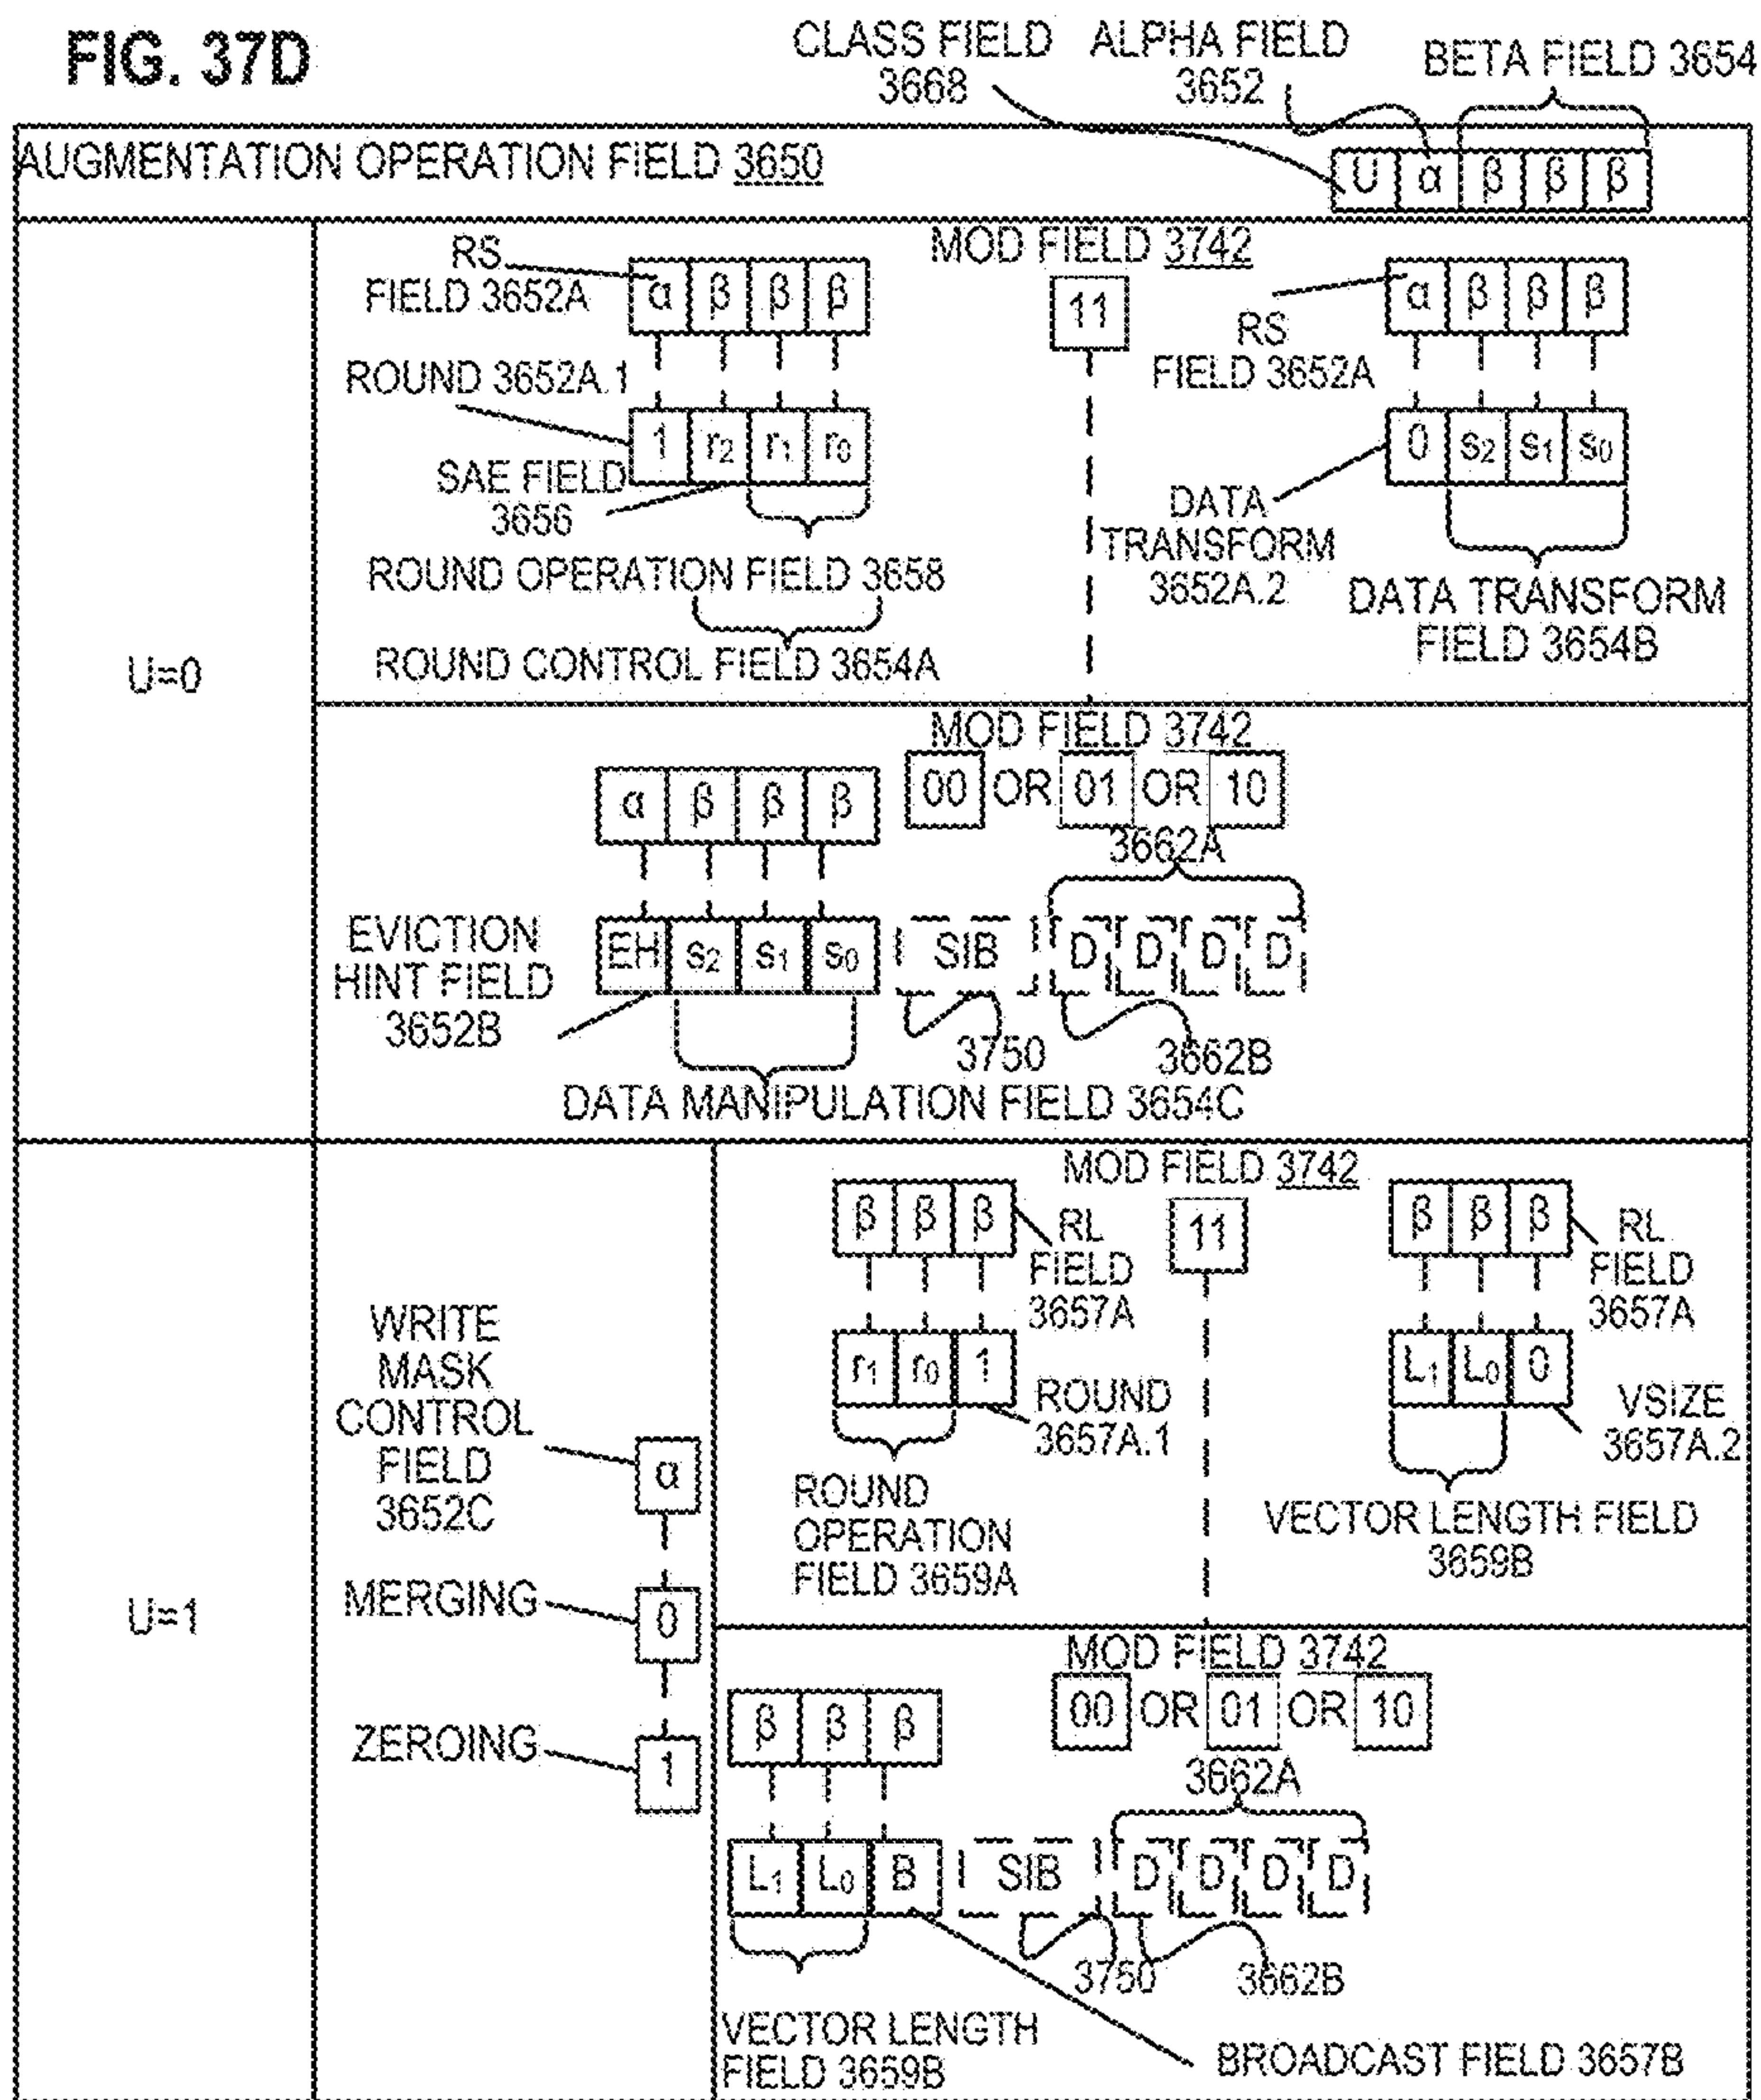 FIG. 37D
CLASS FIELD
3668
ALPHA FIELD
3652
BETA FIELD 3654
AUGMENTATION OPERATION FIELD 3650
U α β β β
U=0
MOD FIELD 3742
11
RS
FIELD 3652A
α β β β
ROUND 3652A.1
1 r2 r1 r0
SAE FIELD
3656
ROUND OPERATION FIELD 3658
ROUND CONTROL FIELD 3654A
α β β β
RS
FIELD 3652A
0 s2 s1 s0
DATA
TRANSFORM
3652A.2
DATA TRANSFORM
FIELD 3654B
MOD FIELD 3742
00 OR 01 OR 10
α β β β
3662A
EVICTION
HINT FIELD
3652B
EH s2 s1 s0 SIB D D D D
3750
3662B
DATA MANIPULATION FIELD 3654C
U=1
WRITE
MASK
CONTROL
FIELD
3652C
α
MERGING
0
ZEROING
1
MOD FIELD 3742
11
β β β
RL
FIELD
3657A
r1 r0 1
ROUND
3657A.1
ROUND
OPERATION
FIELD 3659A
β β β
RL
FIELD
3657A
L1 L0 0
VSIZE
3657A.2
VECTOR LENGTH FIELD
3659B
MOD FIELD 3742
00 OR 01 OR 10
β β β
3662A
L1 L0 B SIB D D D D
3750
3662B
VECTOR LENGTH
FIELD 3659B
BROADCAST FIELD 3657B